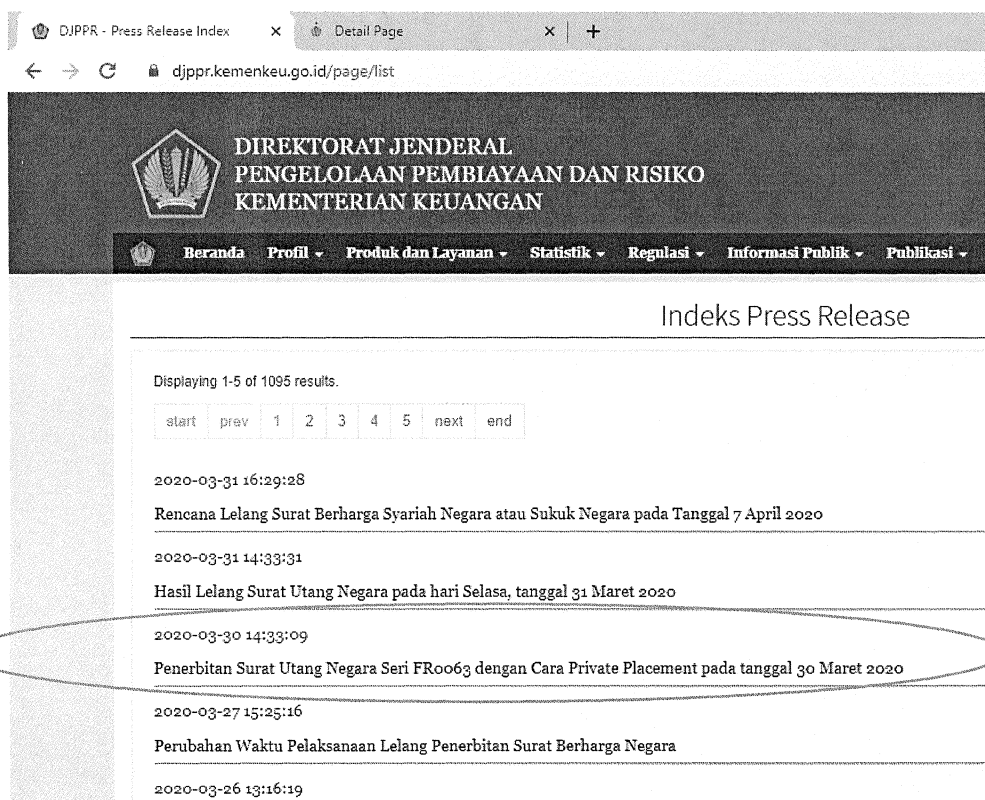 DJPPR - Press Release Index
Detail Page
djppr.kemenkeu.go.id/page/list
DIREKTORAT JENDERAL
PENGELOLAAN PEMBIAYAAN DAN RISIKO
KEMENTERIAN KEUANGAN
Beranda Profil Produk dan Layanan Statistik Regulasi Informasi Publik Publikasi
Indeks Press Release
Displaying 1-5 of 1095 results.
start prev 1 2 3 4 5 next end
2020-03-31 16:29:28
Rencana Lelang Surat Berharga Syariah Negara atau Sukuk Negara pada Tanggal 7 April 2020
2020-03-31 14:33:31
Hasil Lelang Surat Utang Negara pada hari Selasa, tanggal 31 Maret 2020
2020-03-30 14:33:09
Penerbitan Surat Utang Negara Seri FR0063 dengan Cara Private Placement pada tanggal 30 Maret 2020
2020-03-27 15:25:16
Perubahan Waktu Pelaksanaan Lelang Penerbitan Surat Berharga Negara
2020-03-26 13:16:19